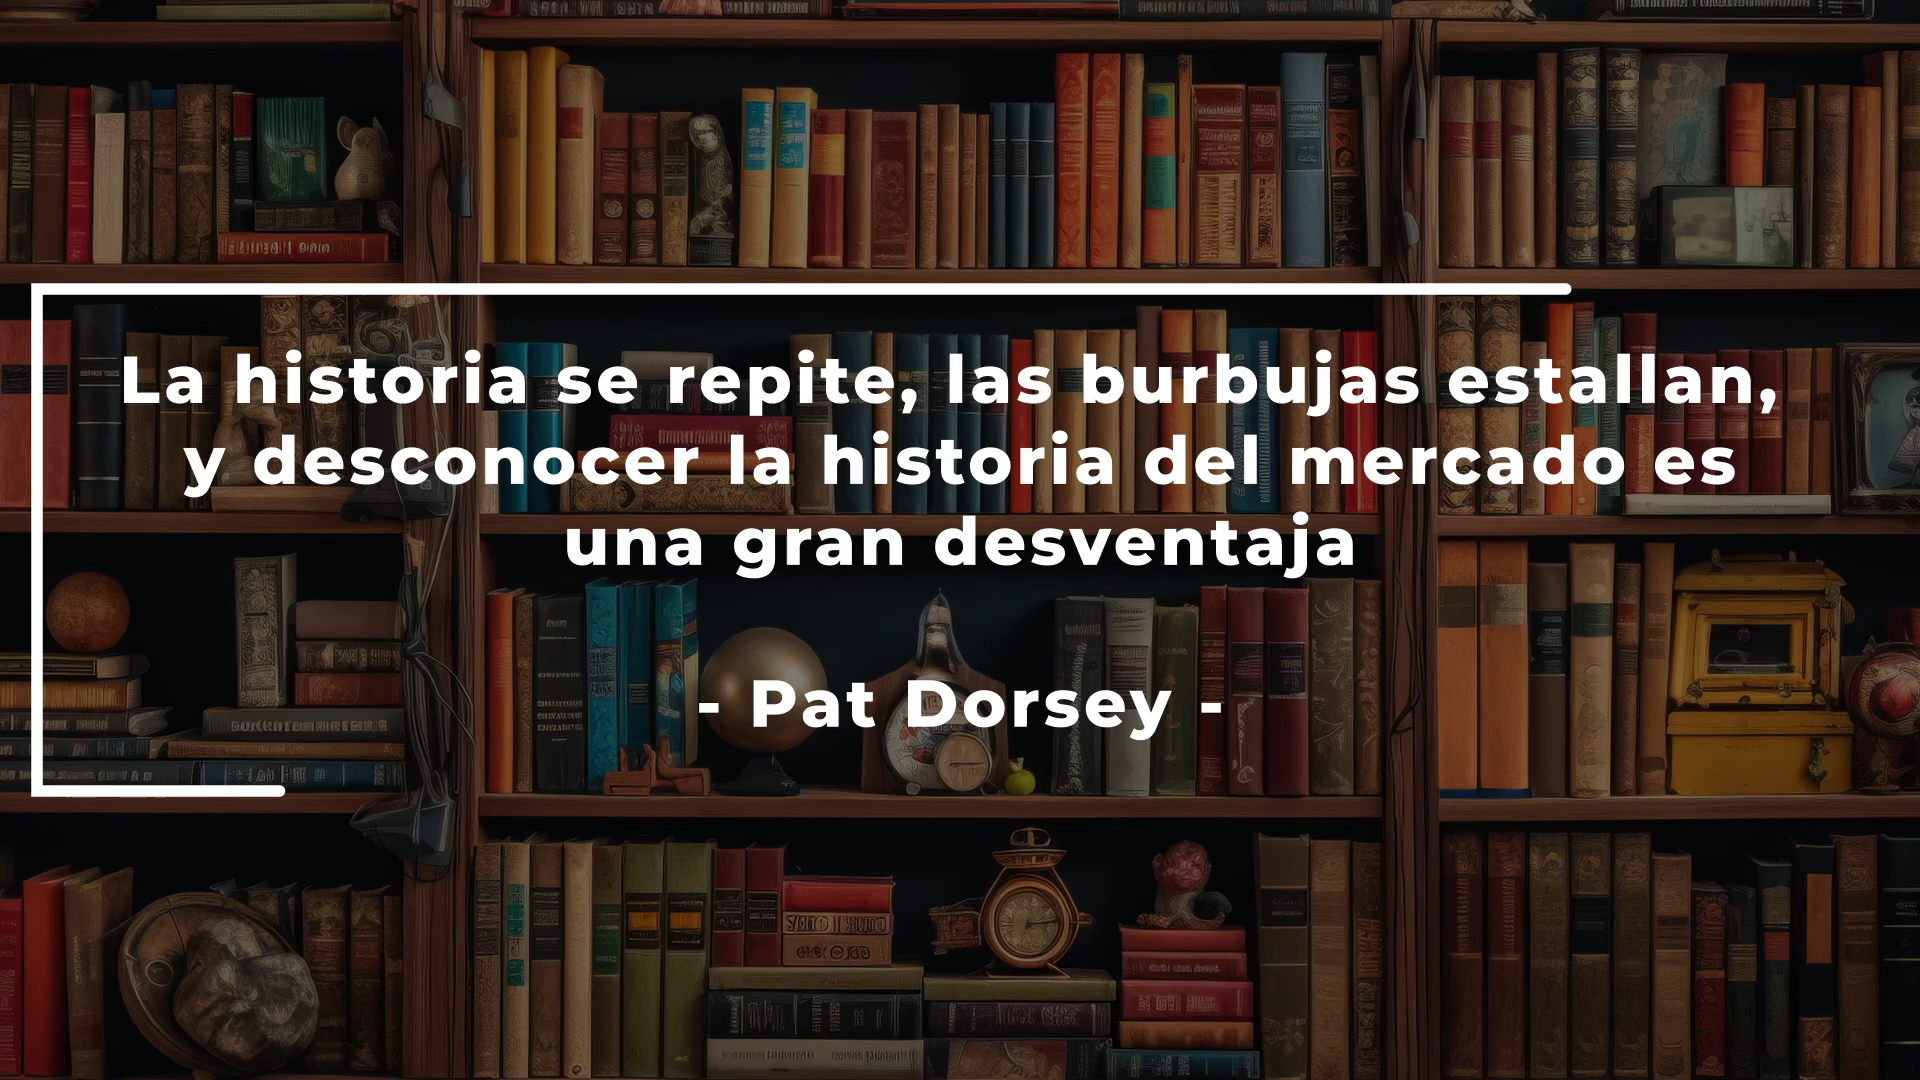 La historia se repite, las burbujas estallan,
y desconocer la historia del mercado es
una gran desventaja
- Pat Dorsey -